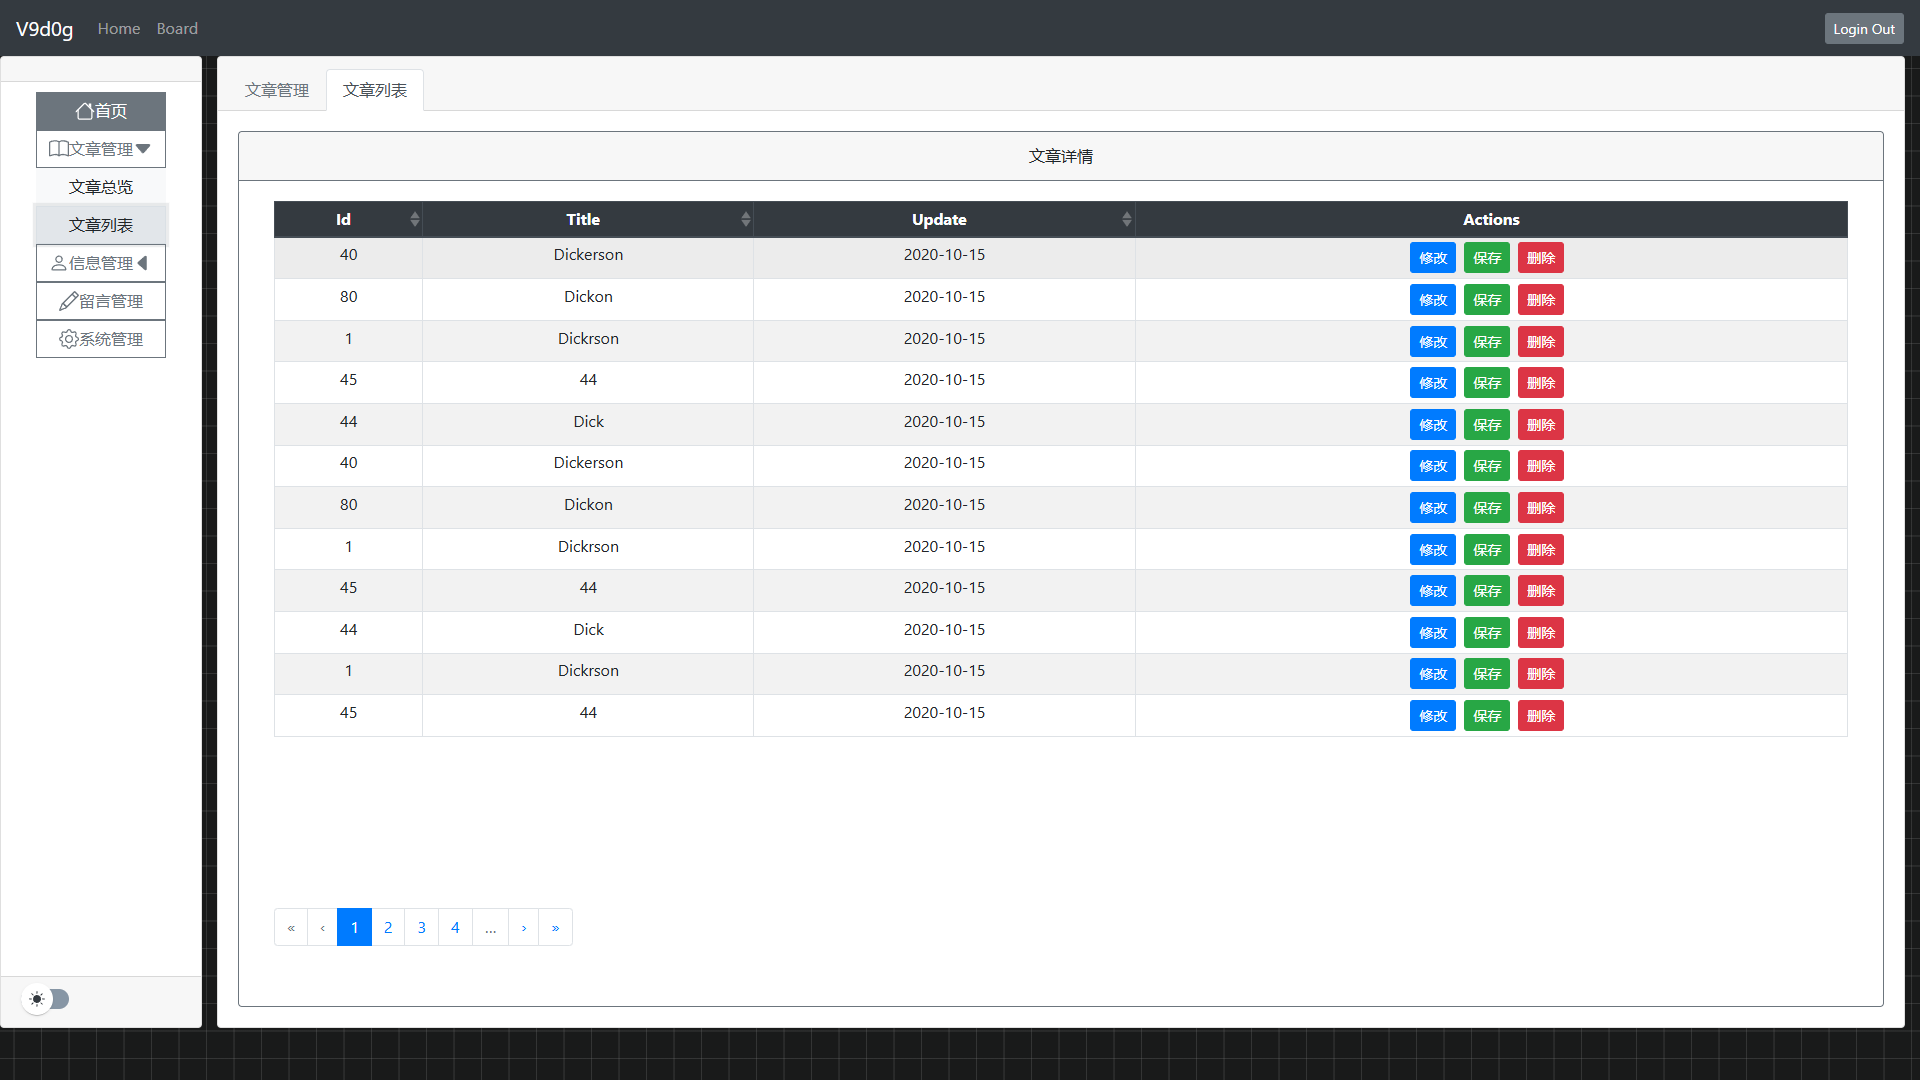 V9d0g Home Board Login Out
首页
文章管理
文章总览
文章列表
信息管理
留言管理
系统管理
文章管理 文章列表
文章详情
Id Title Update Actions
40 Dickerson 2020-10-15 修改 保存 删除
80 Dickon 2020-10-15 修改 保存 删除
1 Dickrson 2020-10-15 修改 保存 删除
45 44 2020-10-15 修改 保存 删除
44 Dick 2020-10-15 修改 保存 删除
40 Dickerson 2020-10-15 修改 保存 删除
80 Dickon 2020-10-15 修改 保存 删除
1 Dickrson 2020-10-15 修改 保存 删除
45 44 2020-10-15 修改 保存 删除
44 Dick 2020-10-15 修改 保存 删除
1 Dickrson 2020-10-15 修改 保存 删除
45 44 2020-10-15 修改 保存 删除
« ‹ 1 2 3 4 ... › »